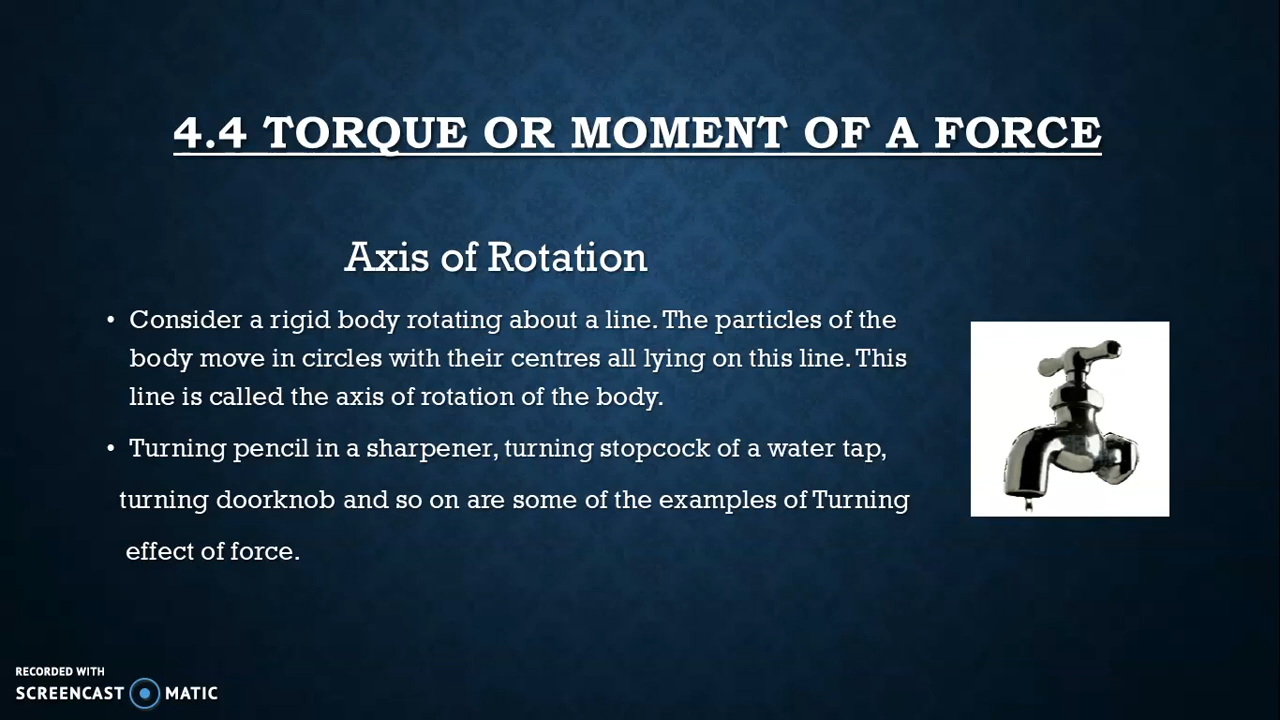 4.4 TORQUE OR MOMENT OF A FORCE
Axis of Rotation
• Consider a rigid body rotating about a line. The particles of the
body move in circles with their centres all lying on this line. This
line is called the axis of rotation of the body.
• Turning pencil in a sharpener, turning stopcock of a water tap,
turning doorknob and so on are some of the examples of Turning
effect of force.
RECORDED WITH
SCREENCAST MATIC